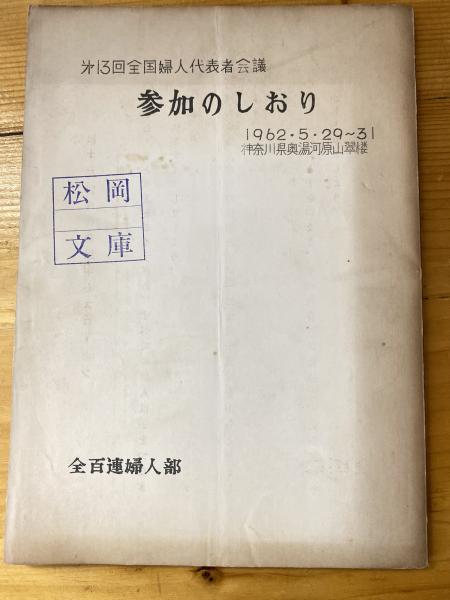 第13回全国婦人代表者会議
参加のしおり
1962・5・29~31
神奈川県奥湯河原山翠楼
松岡
文庫
全百連婦人部